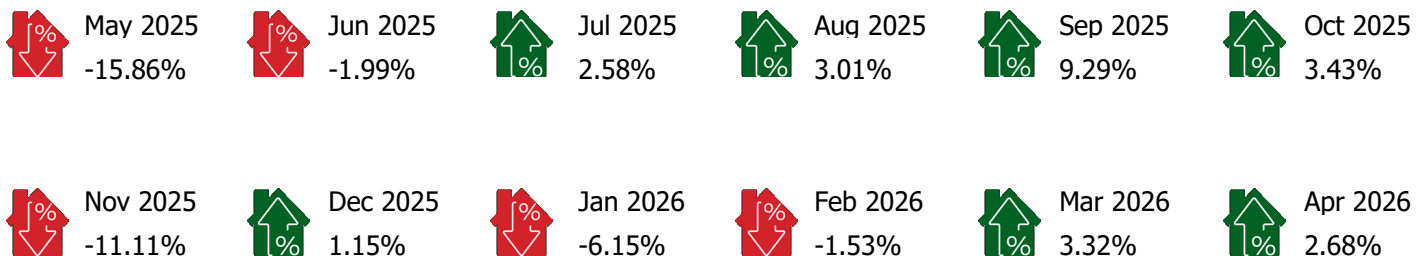 May 2025
-15.86%
Jun 2025
-1.99%
Jul 2025
2.58%
Aug 2025
3.01%
Sep 2025
9.29%
Oct 2025
3.43%
Nov 2025
-11.11%
Dec 2025
1.15%
Jan 2026
-6.15%
Feb 2026
-1.53%
Mar 2026
3.32%
Apr 2026
2.68%